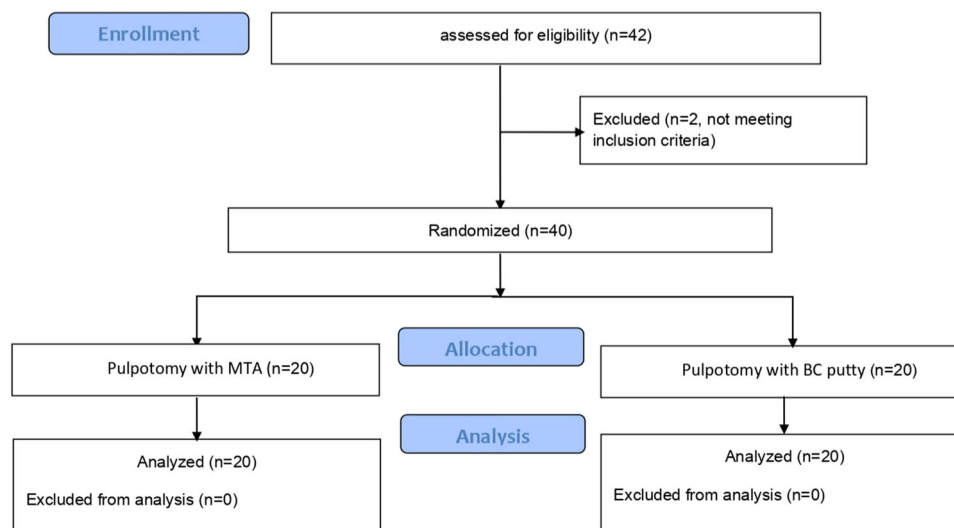 Enrollment
assessed for eligibility (n=42)
Excluded (n=2, not meeting
inclusion criteria)
Randomized (n=40)
Allocation
Pulpotomy with MTA (n=20)
Pulpotomy with BC putty (n=20)
Analysis
Analyzed (n=20)
Excluded from analysis (n=0)
Analyzed (n=20)
Excluded from analysis (n=0)